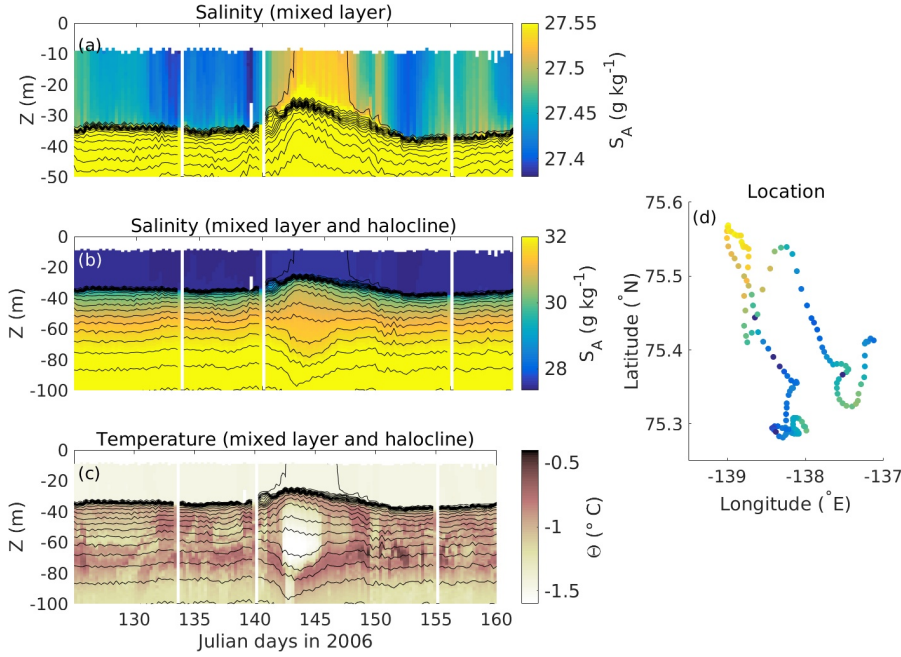 Salinity (mixed layer)
(a)
0
-10
-20
-30
-40
-50
Z (m)
27.55
27.5
27.45
27.4
S_A (g kg⁻¹)
Salinity (mixed layer and halocline)
(b)
0
-20
-40
-60
-80
-100
Z (m)
32
30
28
S_A (g kg⁻¹)
Temperature (mixed layer and halocline)
(c)
0
-20
-40
-60
-80
-100
Z (m)
130 135 140 145 150 155 160
Julian days in 2006
-0.5
-1
-1.5
Θ (° C)
Location
(d)
75.6
75.5
75.4
75.3
Latitude (°N)
-139 -138 -137
Longitude (°E)